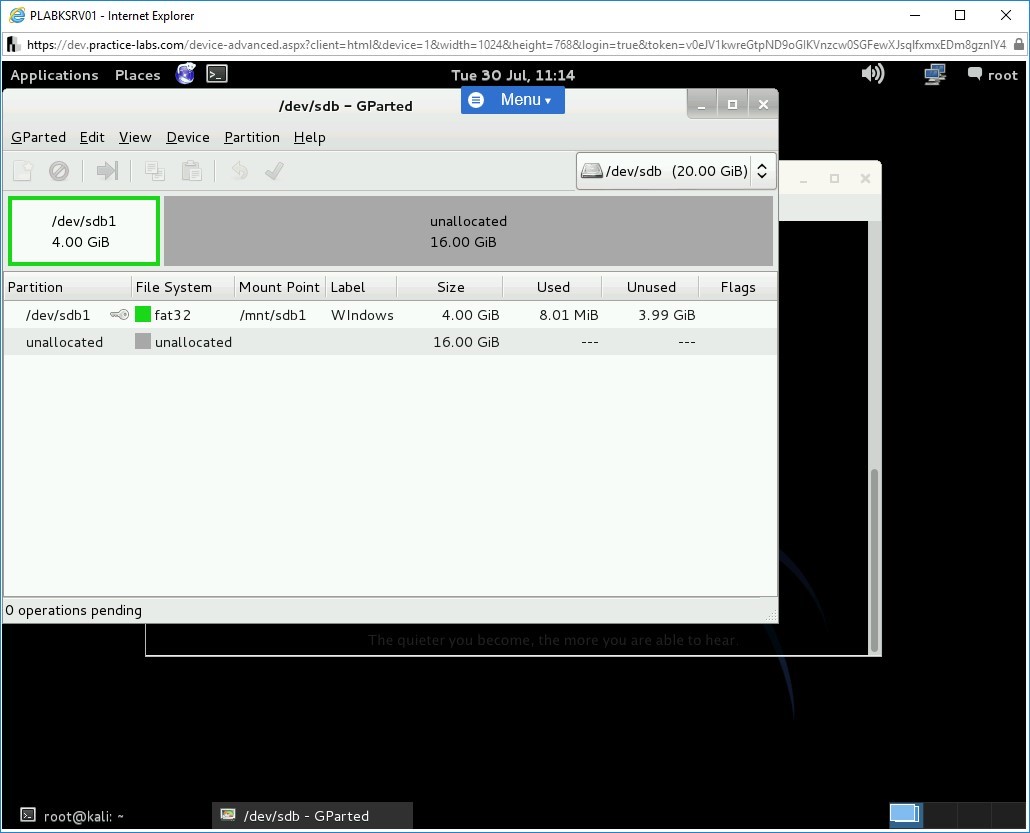 PLABKSRV01 - Internet Explorer
https://dev.practice-labs.com/device-advanced.aspx?client=html&device=1&width=1024&height=768&login=true&token=
Applications Places Tue 30 Jul, 11:14 root
/dev/sdb – GParted Menu
GParted Edit View Device Partition Help
/dev/sdb (20.00 GiB)
/dev/sdb1 unallocated
4.00 GiB 16.00 GiB
Partition File System Mount Point Label Size Used Unused Flags
/dev/sdb1 fat32 /mnt/sdb1 WIndows 4.00 GiB 8.01 MiB 3.99 GiB
unallocated unallocated 16.00 GiB --- ---
0 operations pending
The quieter you become, the more you are able to hear.
root@kali: ~ /dev/sdb - GParted